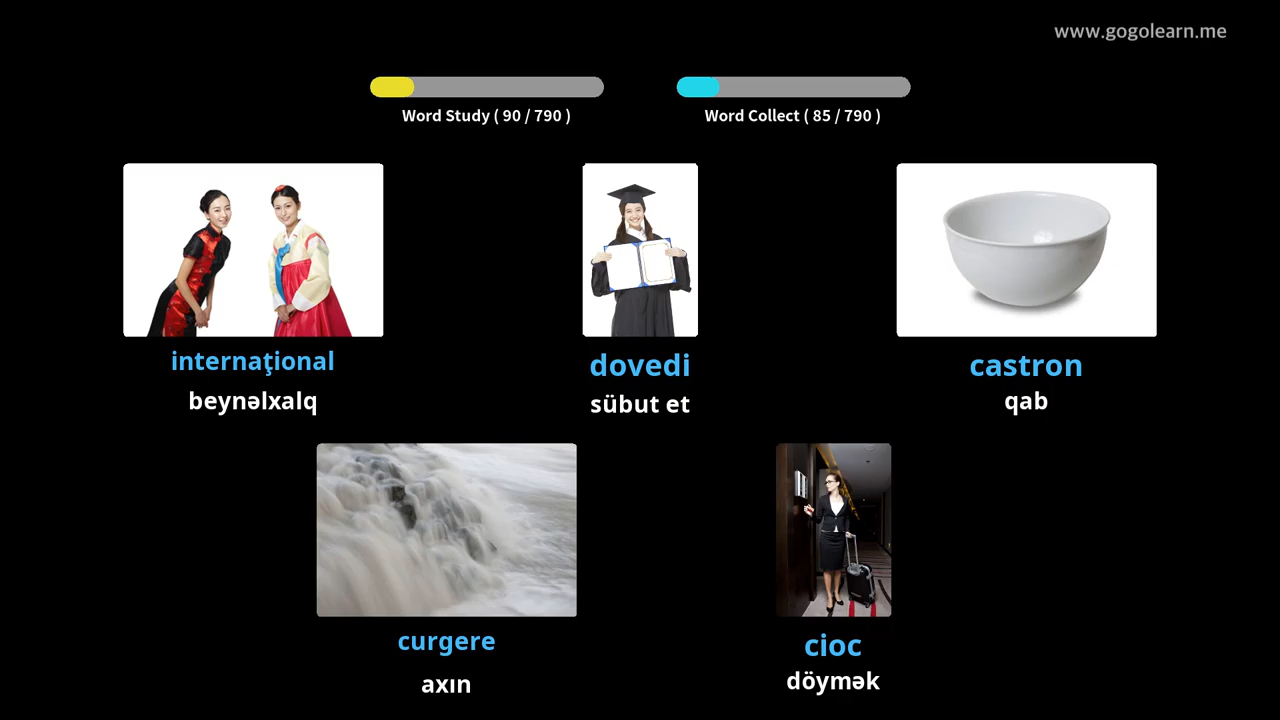 www.gogolearn.me
Word Study ( 90 / 790 )
Word Collect ( 85 / 790 )
internaţional
dovedi
castron
beynəlxalq
sübut et
qab
curgere
cioc
axın
döymək